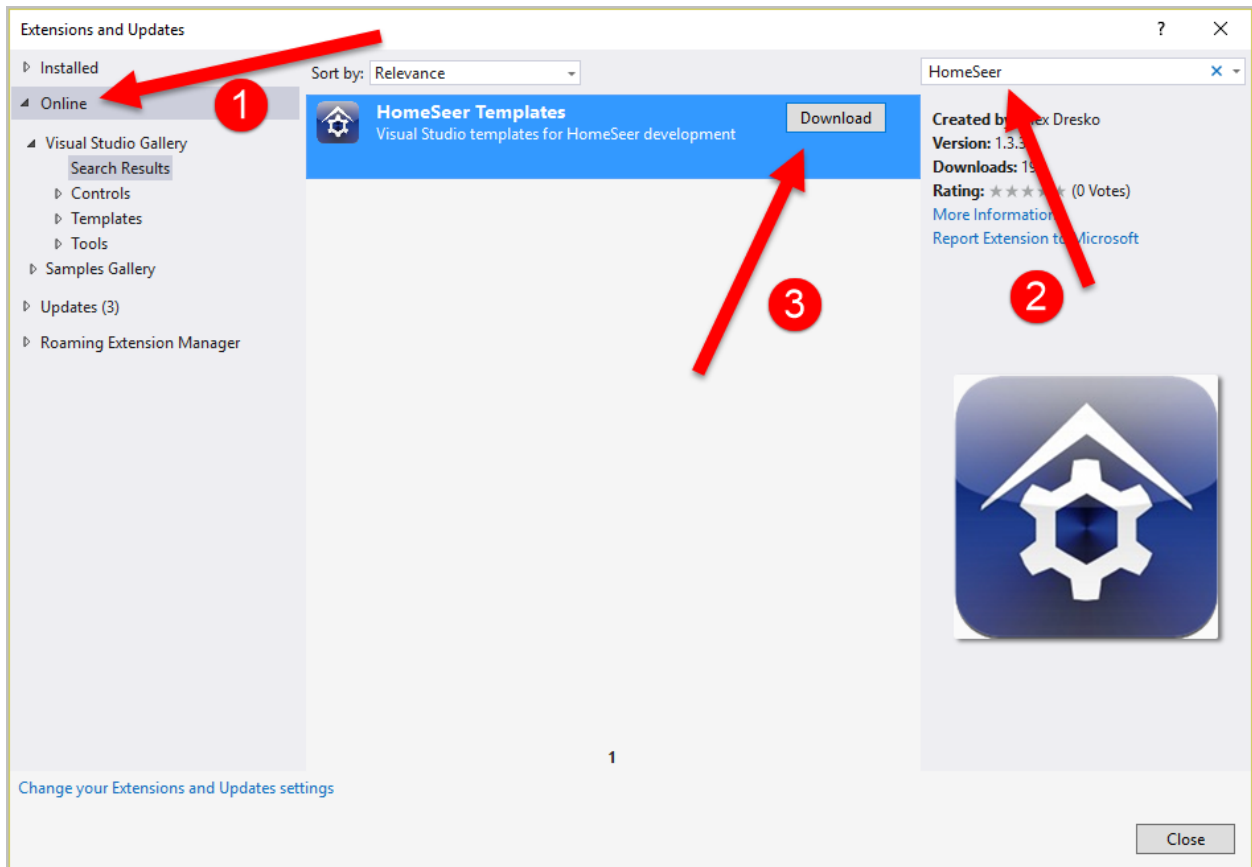 Extensions and Updates
?
Installed
Online
Visual Studio Gallery
Search Results
Controls
Templates
Tools
Samples Gallery
Updates (3)
Roaming Extension Manager
1
Sort by: Relevance
HomeSeer Templates
Visual Studio templates for HomeSeer development
Download
3
1
HomeSeer
Created Dresko
Version: 1.3.3
Downloads:
Rating: (0 Votes)
More Information
Report Extension to Microsoft
2
Change your Extensions and Updates settings
Close